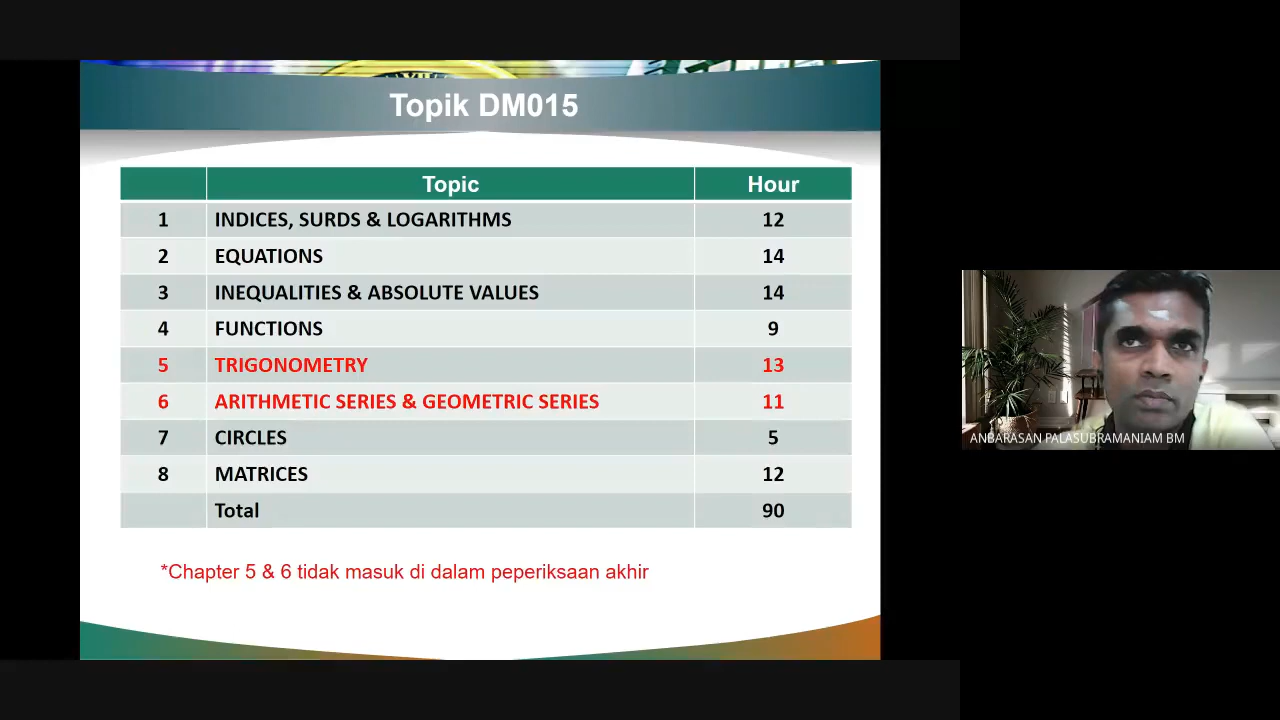 Topik DM015
Topic Hour
1 INDICES, SURDS & LOGARITHMS 12
2 EQUATIONS 14
3 INEQUALITIES & ABSOLUTE VALUES 14
4 FUNCTIONS 9
5 TRIGONOMETRY 13
6 ARITHMETIC SERIES & GEOMETRIC SERIES 11
7 CIRCLES 5
8 MATRICES 12
Total 90
*Chapter 5 & 6 tidak masuk di dalam peperiksaan akhir
ANBARASAN PALASUBRAMANIAM BM